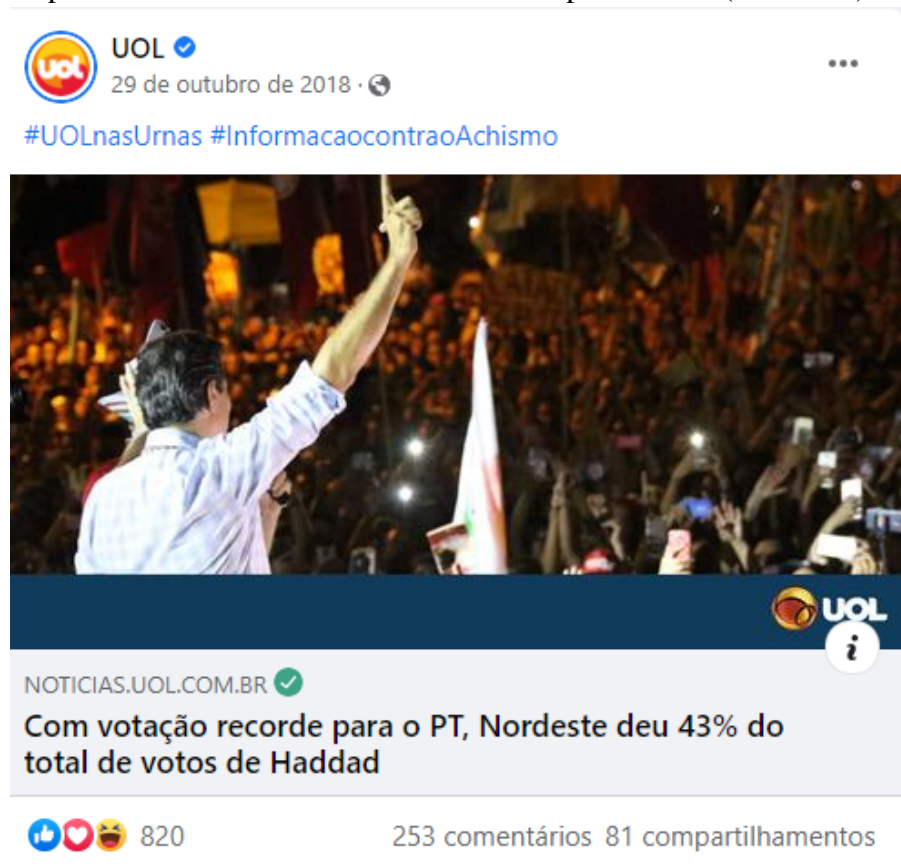 UOL
29 de outubro de 2018 ·
#UOLnasUrnas #InformacaocontraoAchismo
UOL
NOTICIAS.UOL.COM.BR
Com votação recorde para o PT, Nordeste deu 43% do
total de votos de Haddad
820 253 comentários 81 compartilhamentos